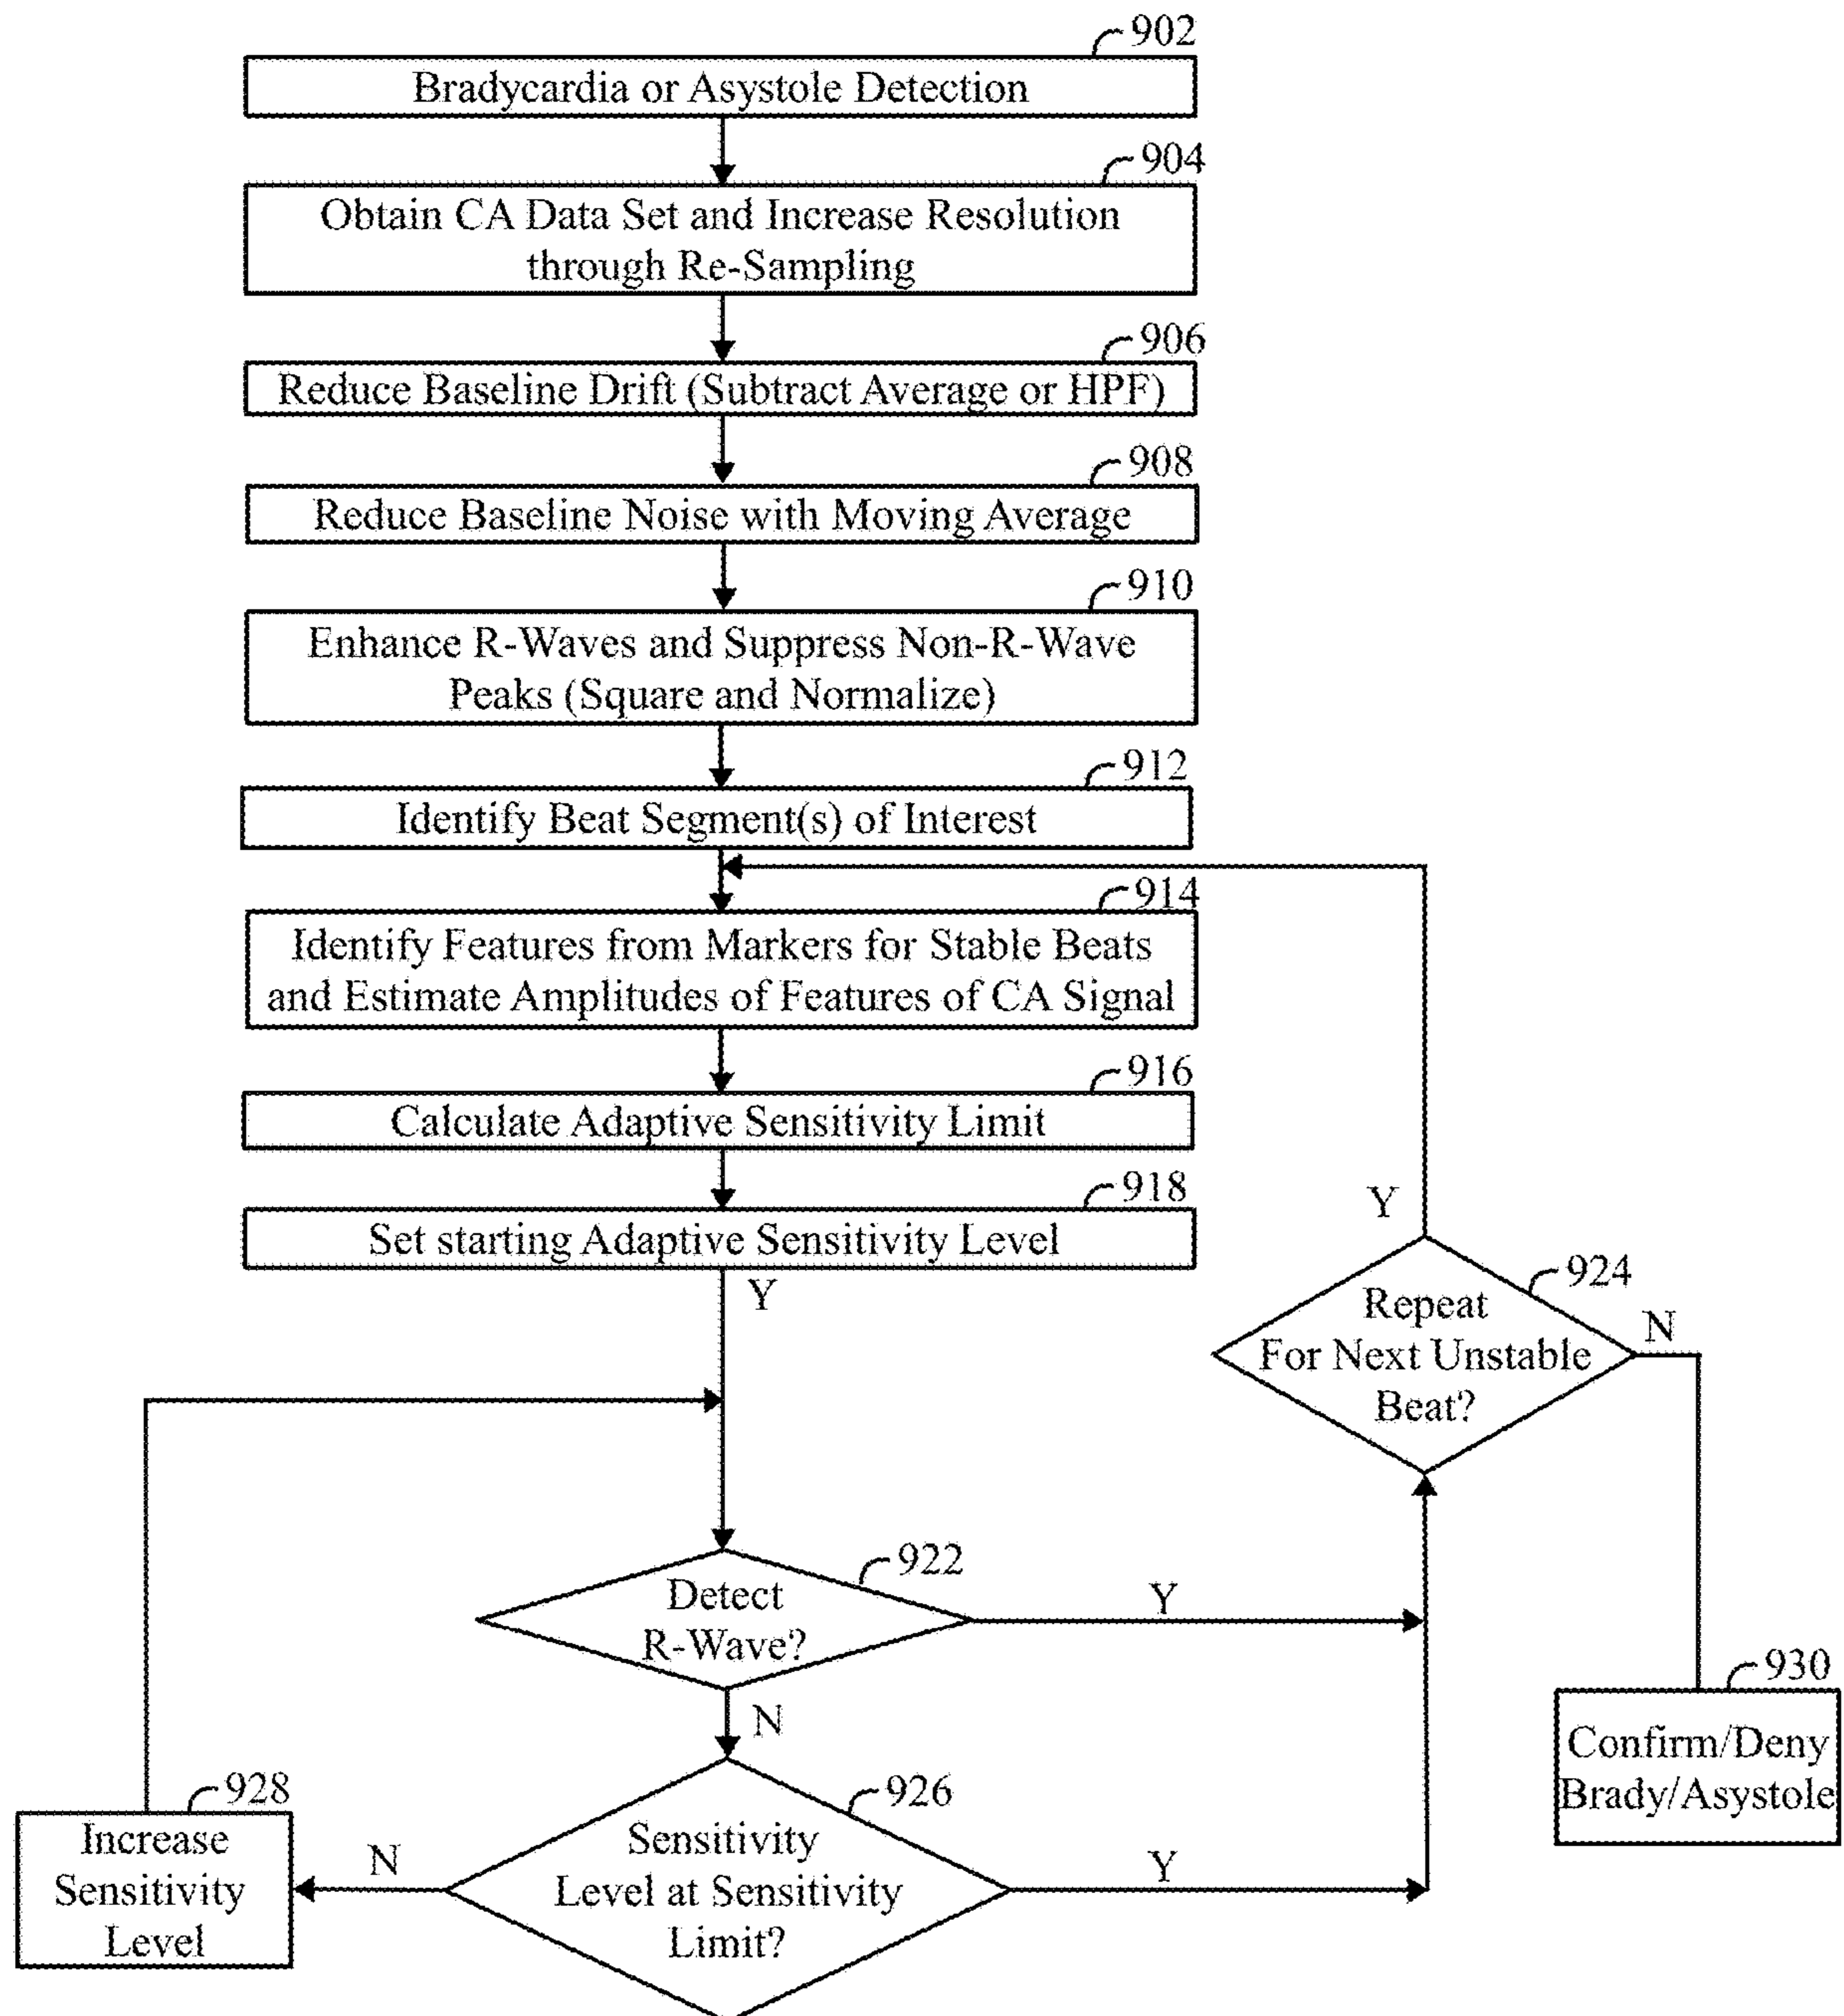 902
Bradycardia or Asystole Detection
904
Obtain CA Data Set and Increase Resolution
through Re-Sampling
906
Reduce Baseline Drift (Subtract Average or HPF)
908
Reduce Baseline Noise with Moving Average
910
Enhance R-Waves and Suppress Non-R-Wave
Peaks (Square and Normalize)
912
Identify Beat Segment(s) of Interest
914
Identify Features from Markers for Stable Beats
and Estimate Amplitudes of Features of CA Signal
916
Calculate Adaptive Sensitivity Limit
918
Set starting Adaptive Sensitivity Level
Y
Y
924
Repeat
For Next Unstable
Beat?
N
922
Detect
R-Wave?
Y
N
930
Confirm/Deny
Brady/Asystole
926
Sensitivity
Level at Sensitivity
Limit?
Y
N
928
Increase
Sensitivity
Level